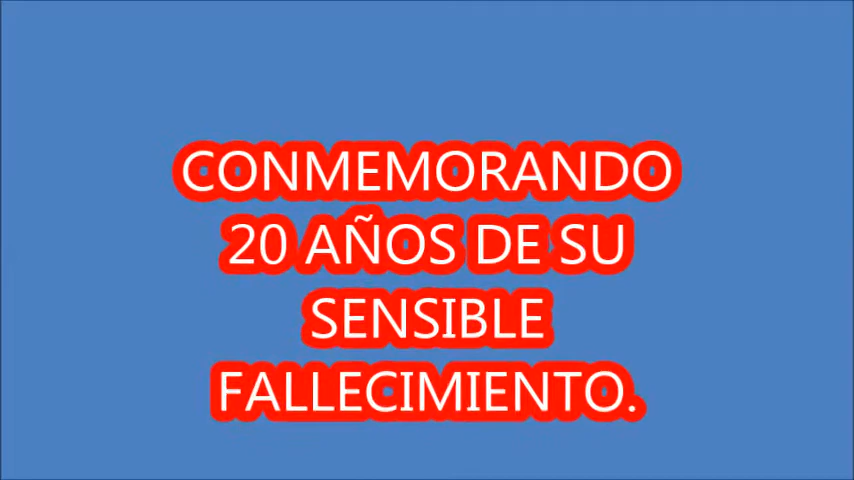 CONMEMORANDO
20 AÑOS DE SU
SENSIBLE
FALLECIMIENTO.